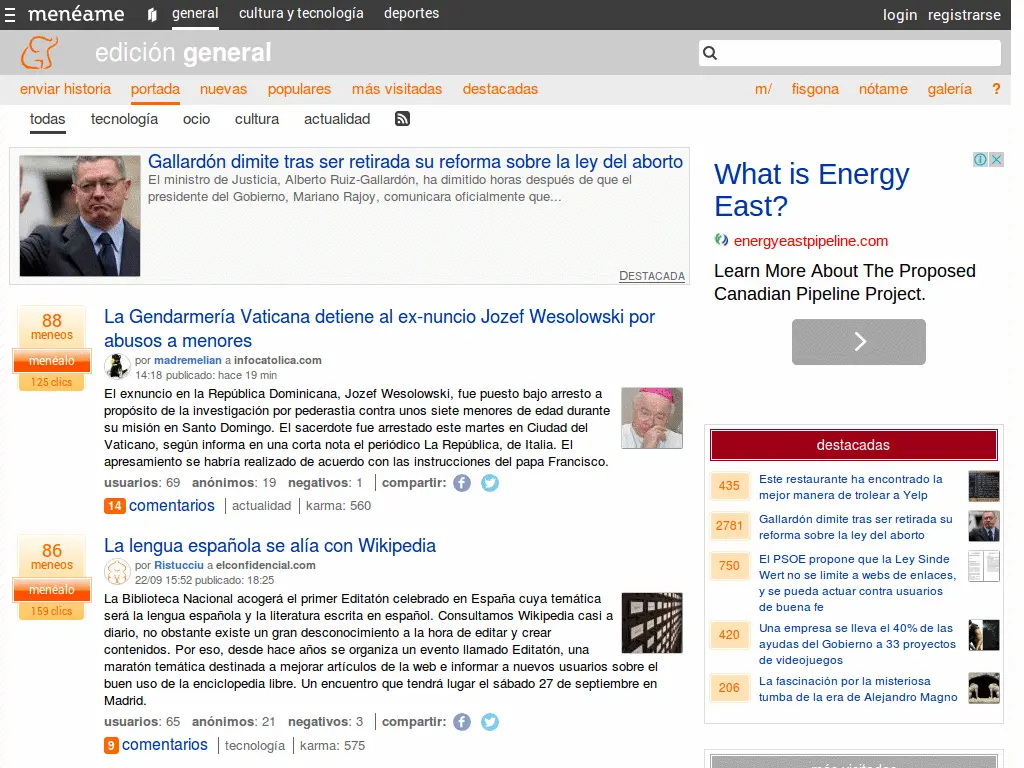 menéame general cultura y tecnología deportes login registrarse
edición general
enviar historia portada nuevas populares más visitadas destacadas m/ fisgona nótame galería ?
todas tecnología ocio cultura actualidad
Gallardón dimite tras ser retirada su reforma sobre la ley del aborto
El ministro de Justicia, Alberto Ruiz-Gallardón, ha dimitido horas después de que el
presidente del Gobierno, Mariano Rajoy, comunicara oficialmente que...
DESTACADA
88
meneos
menéalo
125 clics
La Gendarmería Vaticana detiene al ex-nuncio Jozef Wesolowski por
abusos a menores
por madremelian a infocatolica.com
14:18 publicado: hace 19 min
El exnuncio en la República Dominicana, Jozef Wesolowski, fue puesto bajo arresto a
propósito de la investigación por pederastia contra unos siete menores de edad durante
su misión en Santo Domingo. El sacerdote fue arrestado este martes en Ciudad del
Vaticano, según informa en una corta nota el periódico La República, de Italia. El
apresamiento se habría realizado de acuerdo con las instrucciones del papa Francisco.
usuarios: 69 anónimos: 19 negativos: 1 compartir:
14 comentarios actualidad karma: 560
86
meneos
menéalo
159 clics
La lengua española se alía con Wikipedia
por Ristucciu a elconfidencial.com
22/09 15:52 publicado: 18:25
La Biblioteca Nacional acogerá el primer Editatón celebrado en España cuya temática
será la lengua española y la literatura escrita en español. Consultamos Wikipedia casi a
diario, no obstante existe un gran desconocimiento a la hora de editar y crear
contenidos. Por eso, desde hace años se organiza un evento llamado Editatón, una
maratón temática destinada a mejorar artículos de la web e informar a nuevos usuarios sobre el
buen uso de la enciclopedia libre. Un encuentro que tendrá lugar el sábado 27 de septiembre en
Madrid.
usuarios: 65 anónimos: 21 negativos: 3 compartir:
9 comentarios tecnología karma: 575
What is Energy
East?
energyeastpipeline.com
Learn More About The Proposed
Canadian Pipeline Project.
destacadas
435
Este restaurante ha encontrado la
mejor manera de trolear a Yelp
2781
Gallardón dimite tras ser retirada su
reforma sobre la ley del aborto
750
El PSOE propone que la Ley Sinde
Wert no se limite a webs de enlaces,
y se pueda actuar contra usuarios
de buena fe
420
Una empresa se lleva el 40% de las
ayudas del Gobierno a 33 proyectos
de videojuegos
206
La fascinación por la misteriosa
tumba de la era de Alejandro Magno
más visitadas